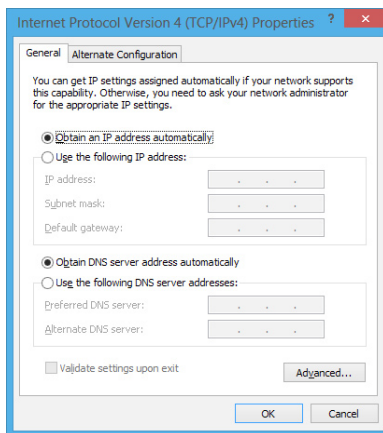 Internet Protocol Version 4 (TCP/IPv4) Properties ? ×
General Alternate Configuration
You can get IP settings assigned automatically if your network supports
this capability. Otherwise, you need to ask your network administrator
for the appropriate IP settings.
Obtain an IP address automatically
Use the following IP address:
IP address:
Subnet mask:
Default gateway:
Obtain DNS server address automatically
Use the following DNS server addresses:
Preferred DNS server:
Alternate DNS server:
Validate settings upon exit
Advanced...
OK Cancel